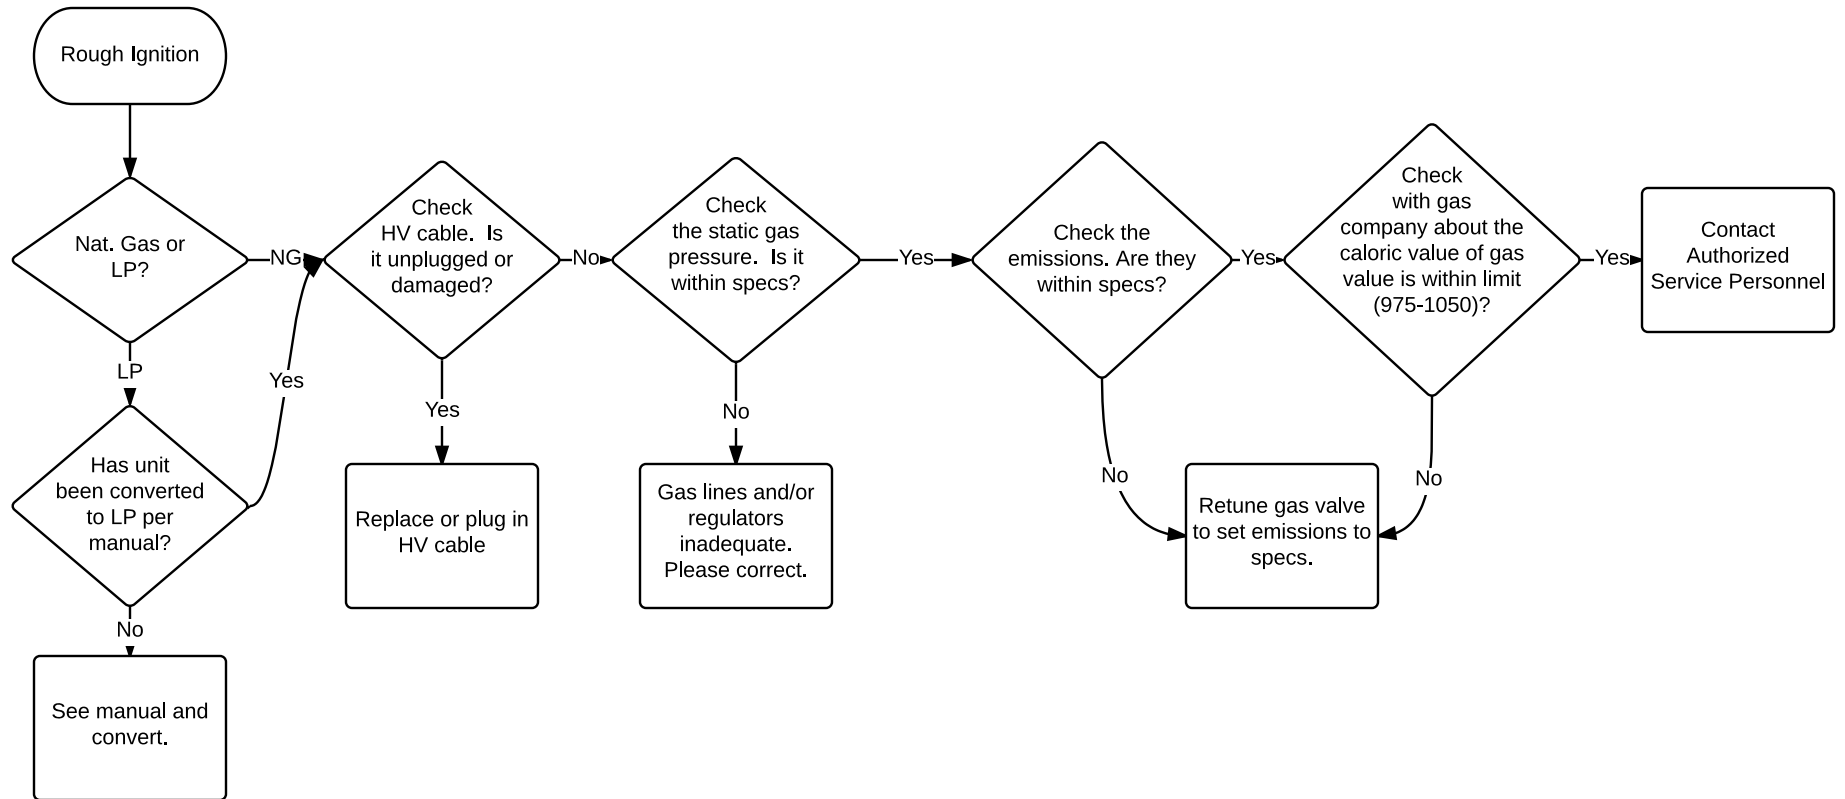 Rough Ignition
Nat. Gas or
LP?
NG
LP
Has unit
been converted
to LP per
manual?
Yes
No
See manual and
convert.
Check
HV cable. Is
it unplugged or
damaged?
No
Yes
Replace or plug in
HV cable
Check
the static gas
pressure. Is it
within specs?
Yes
No
Gas lines and/or
regulators
inadequate.
Please correct.
Check the
emissions. Are they
within specs?
Yes
No
Check
with gas
company about the
caloric value of gas
value is within limit
(975-1050)?
Yes
No
Retune gas valve
to set emissions to
specs.
Contact
Authorized
Service Personnel